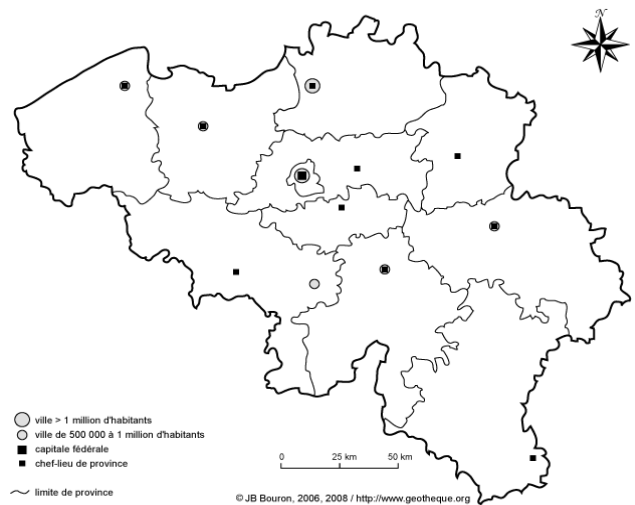 N
ville > 1 million d'habitants
ville de 500 000 à 1 million d'habitants
capitale fédérale
chef-lieu de province
limite de province
0 25 km 50 km
© JB Bouron, 2006, 2008 / http://www.geotheque.org